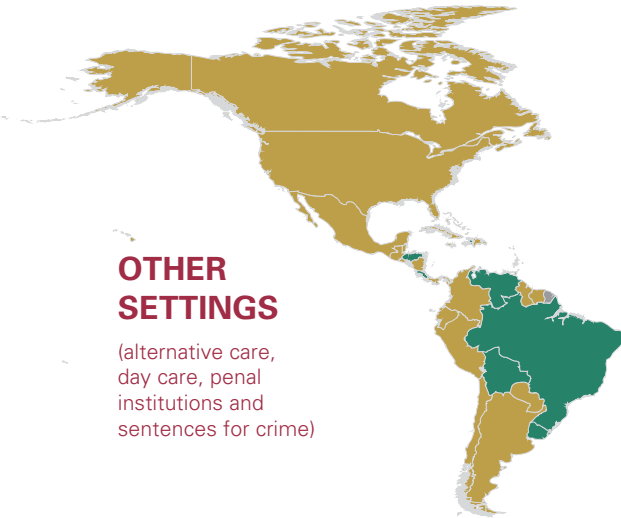 OTHER
SETTINGS
(alternative care,
day care, penal
institutions and
sentences for crime)